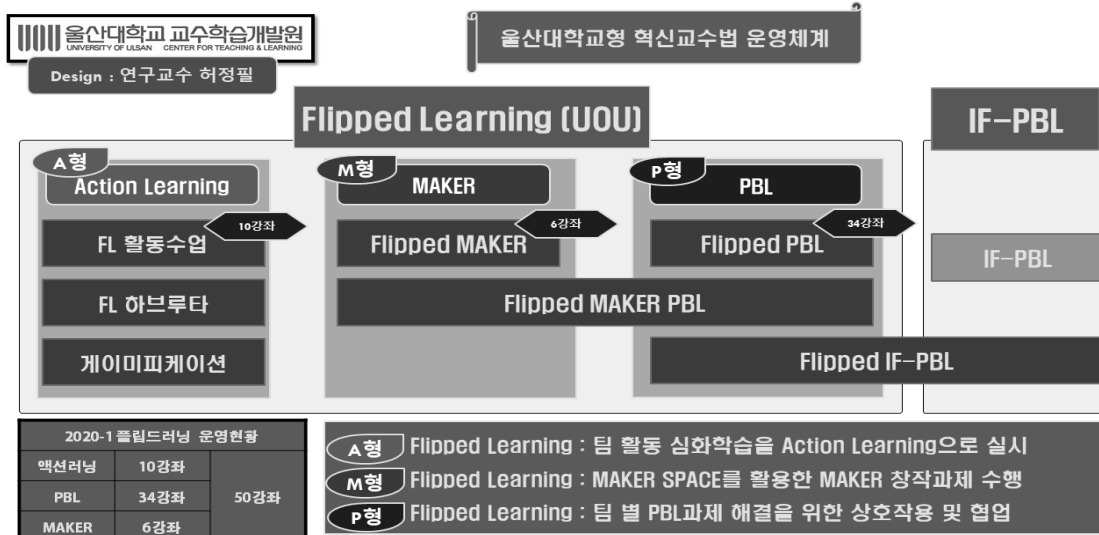 울산대학교 교수학습개발원
UNIVERSITY OF ULSAN CENTER FOR TEACHING & LEARNING
Design : 연구교수 허정필
울산대학교형 혁신교수법 운영체계
Flipped Learning (UOU)
IF-PBL
A형
Action Learning
10강좌
FL 활동수업
FL 하브루타
게이미피케이션
M형
MAKER
6강좌
Flipped MAKER
P형
PBL
34강좌
Flipped PBL
Flipped MAKER PBL
IF-PBL
Flipped IF-PBL
2020-1 플립드러닝 운영현황
액션러닝 10강좌
PBL 34강좌 50강좌
MAKER 6강좌
A형 Flipped Learning : 팀 활동 심화학습을 Action Learning으로 실시
M형 Flipped Learning : MAKER SPACE를 활용한 MAKER 창작과제 수행
P형 Flipped Learning : 팀 별 PBL과제 해결을 위한 상호작용 및 협업